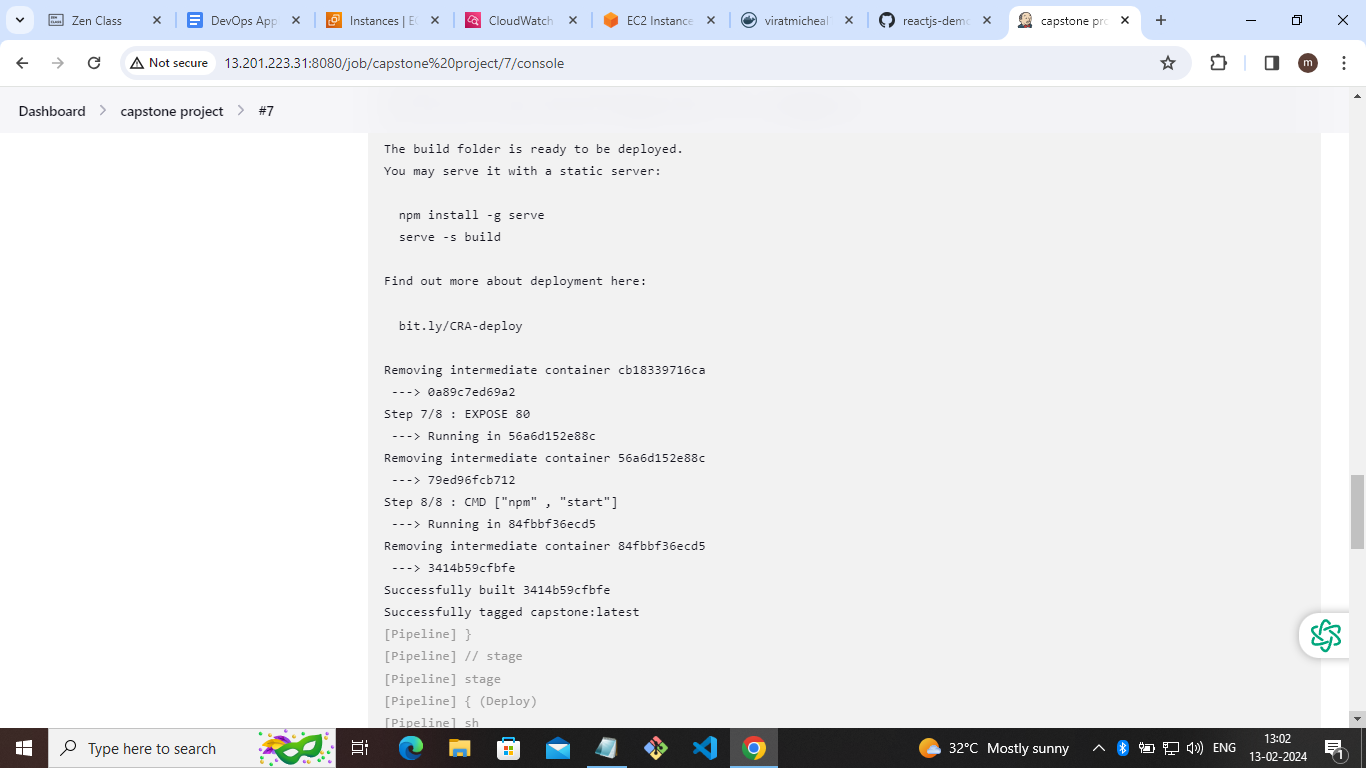 Zen Class
DevOps App
Instances | EC
CloudWatch
EC2 Instance
viratmicheal
reactjs-demo
capstone pro
Not secure
13.201.223.31:8080/job/capstone%20project/7/console
m
Dashboard
capstone project
#7
The build folder is ready to be deployed.
You may serve it with a static server:
npm install -g serve
serve -s build
Find out more about deployment here:
bit.ly/CRA-deploy
Removing intermediate container cb18339716ca
---> 0a89c7ed69a2
Step 7/8 : EXPOSE 80
---> Running in 56a6d152e88c
Removing intermediate container 56a6d152e88c
---> 79ed96fcb712
Step 8/8 : CMD ["npm" , "start"]
---> Running in 84fbbf36ecd5
Removing intermediate container 84fbbf36ecd5
---> 3414b59cfbfe
Successfully built 3414b59cfbfe
Successfully tagged capstone:latest
[Pipeline] }
[Pipeline] // stage
[Pipeline] stage
[Pipeline] { (Deploy)
[Pipeline] sh
Type here to search
32°C Mostly sunny
ENG
13:02
13-02-2024
1